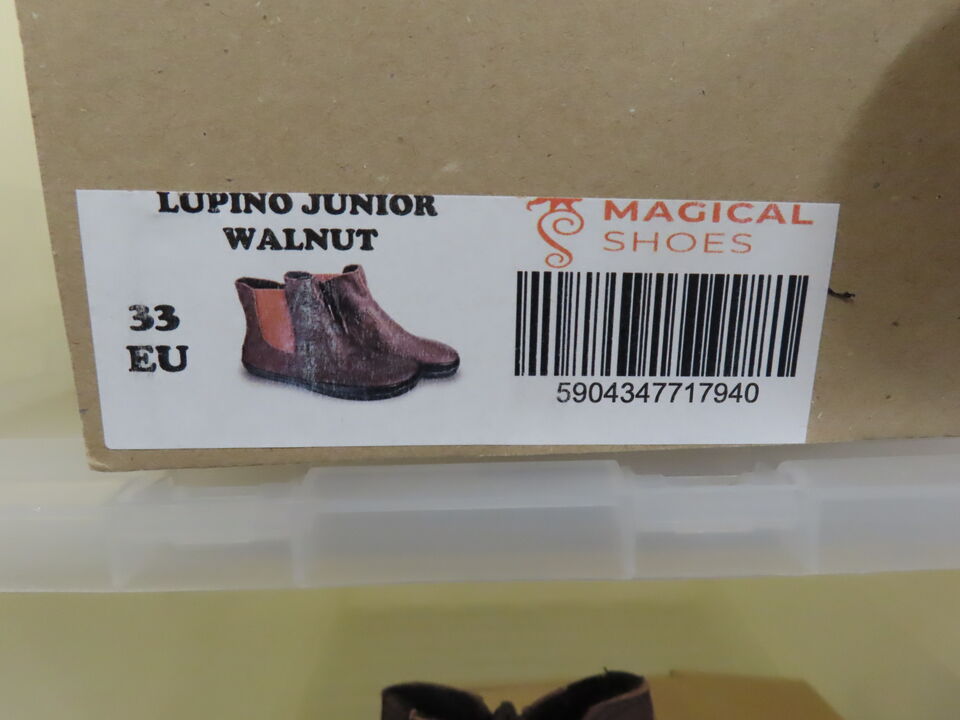 LUPINO JUNIOR
WALNUT
33
EU
MAGICAL
SHOES
5904347717940